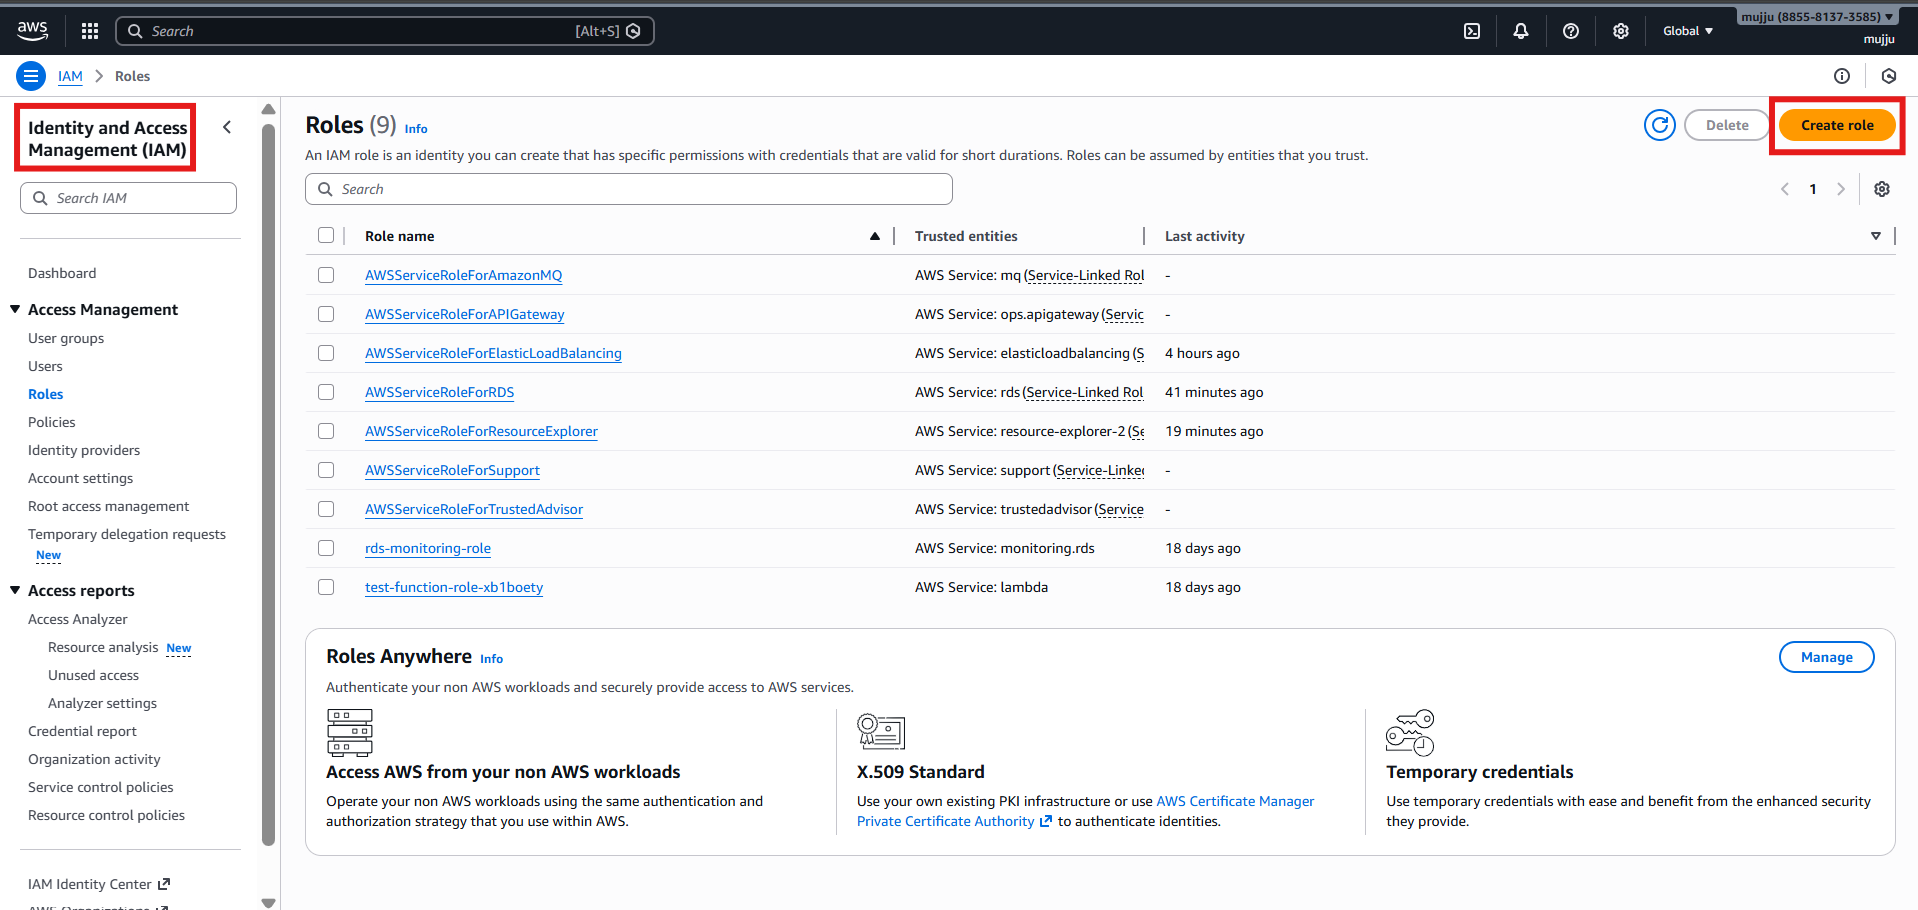 aws
Search
[Alt+S]
Global
mujju (8855-8137-3585)
mujju
IAM
Roles
Identity and Access
Management (IAM)
Search IAM
Dashboard
Access Management
User groups
Users
Roles
Policies
Identity providers
Account settings
Root access management
Temporary delegation requests
New
Access reports
Access Analyzer
Resource analysis New
Unused access
Analyzer settings
Credential report
Organization activity
Service control policies
Resource control policies
IAM Identity Center
Roles (9) Info
Delete
Create role
An IAM role is an identity you can create that has specific permissions with credentials that are valid for short durations. Roles can be assumed by entities that you trust.
Search
1
Role name Trusted entities Last activity
AWSServiceRoleForAmazonMQ AWS Service: mq (Service-Linked Rol -
AWSServiceRoleForAPIGateway AWS Service: ops.apigateway (Servic -
AWSServiceRoleForElasticLoadBalancing AWS Service: elasticloadbalancing (S 4 hours ago
AWSServiceRoleForRDS AWS Service: rds (Service-Linked Rol 41 minutes ago
AWSServiceRoleForResourceExplorer AWS Service: resource-explorer-2 (Se 19 minutes ago
AWSServiceRoleForSupport AWS Service: support (Service-Linked -
AWSServiceRoleForTrustedAdvisor AWS Service: trustedadvisor (Service -
rds-monitoring-role AWS Service: monitoring.rds 18 days ago
test-function-role-xb1boety AWS Service: lambda 18 days ago
Roles Anywhere Info
Manage
Authenticate your non AWS workloads and securely provide access to AWS services.
Access AWS from your non AWS workloads
Operate your non AWS workloads using the same authentication and
authorization strategy that you use within AWS.
X.509 Standard
Use your own existing PKI infrastructure or use AWS Certificate Manager
Private Certificate Authority to authenticate identities.
Temporary credentials
Use temporary credentials with ease and benefit from the enhanced security
they provide.